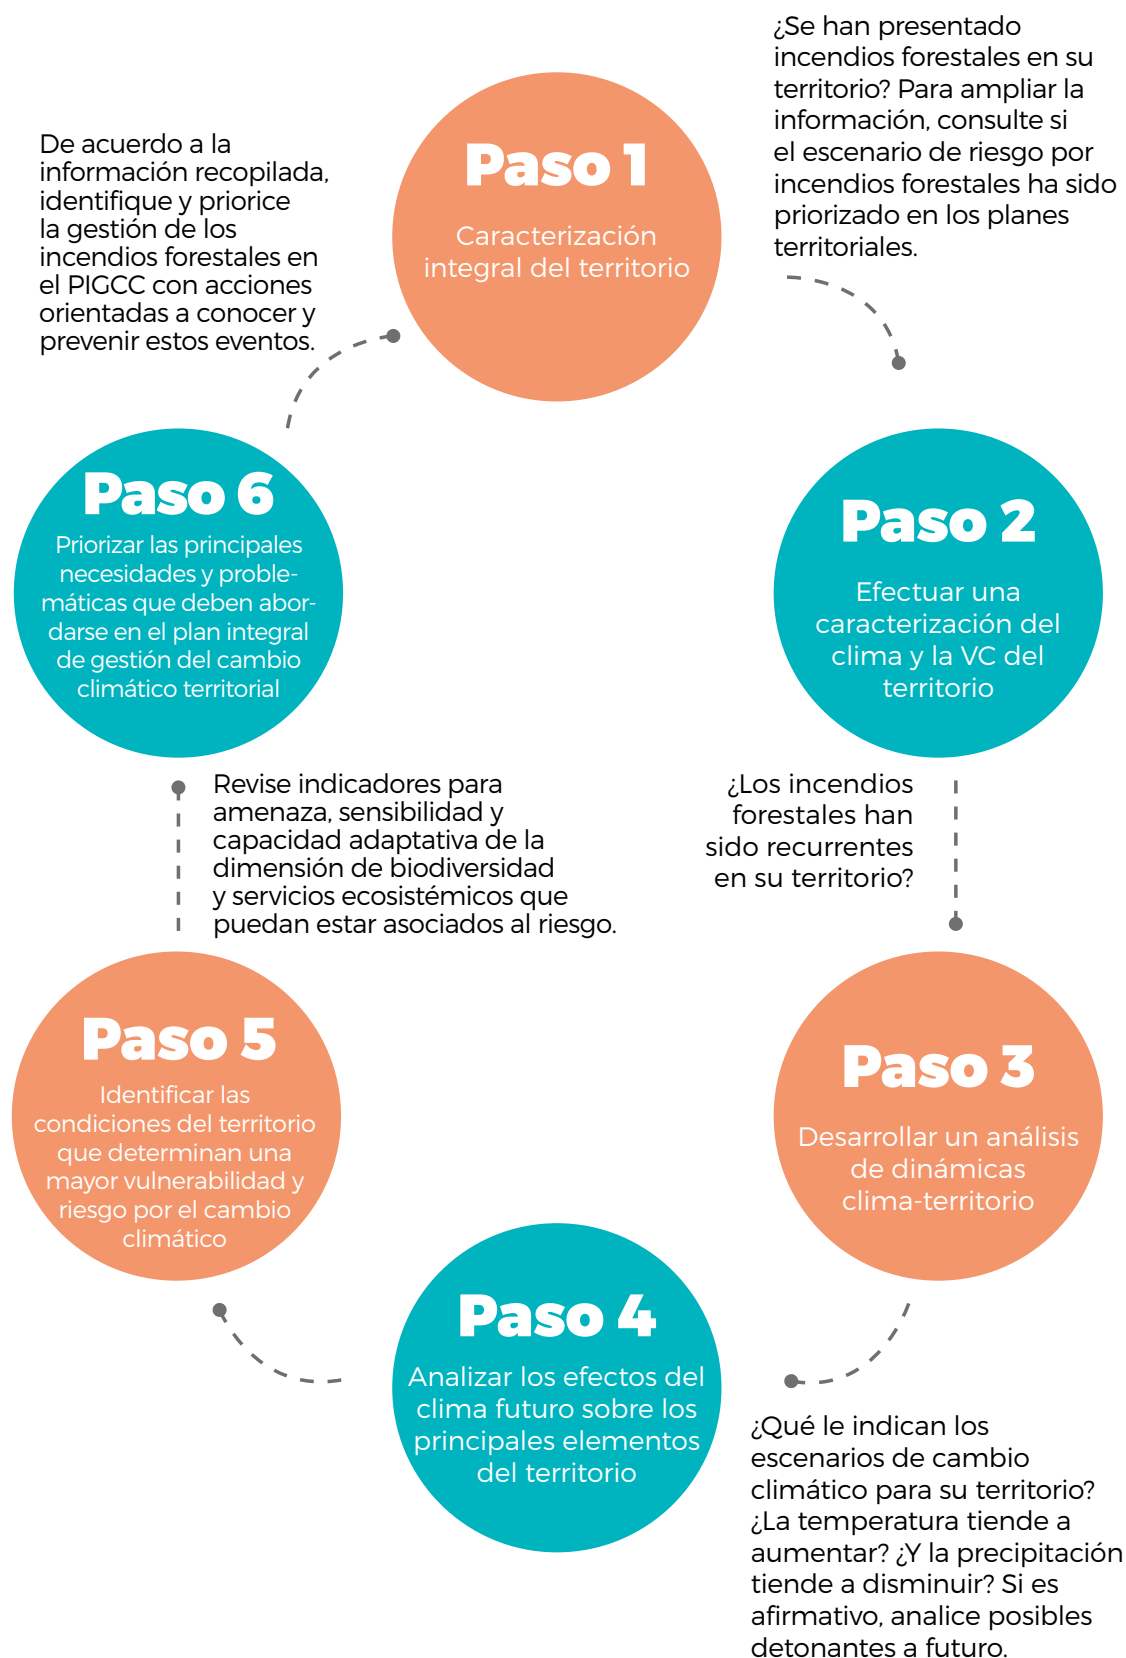 Paso 1
Caracterización
integral del territorio
¿Se han presentado
incendios forestales en su
territorio? Para ampliar la
información, consulte si
el escenario de riesgo por
incendios forestales ha sido
priorizado en los planes
territoriales.
Paso 2
Efectuar una
caracterización del
clima y la VC del
territorio
¿Los incendios
forestales han
sido recurrentes
en su territorio?
Paso 3
Desarrollar un análisis
de dinámicas
clima-territorio
¿Qué le indican los
escenarios de cambio
climático para su territorio?
¿La temperatura tiende a
aumentar? ¿Y la precipitación
tiende a disminuir? Si es
afirmativo, analice posibles
detonantes a futuro.
Paso 4
Analizar los efectos del
clima futuro sobre los
principales elementos
del territorio
Paso 5
Identificar las
condiciones del territorio
que determinan una
mayor vulnerabilidad y
riesgo por el cambio
climático
Revise indicadores para
amenaza, sensibilidad y
capacidad adaptativa de la
dimensión de biodiversidad
y servicios ecosistémicos que
puedan estar asociados al riesgo.
Paso 6
Priorizar las principales
necesidades y proble-
máticas que deben abor-
darse en el plan integral
de gestión del cambio
climático territorial
De acuerdo a la
información recopilada,
identifique y priorice
la gestión de los
incendios forestales en
el PIGCC con acciones
orientadas a conocer y
prevenir estos eventos.